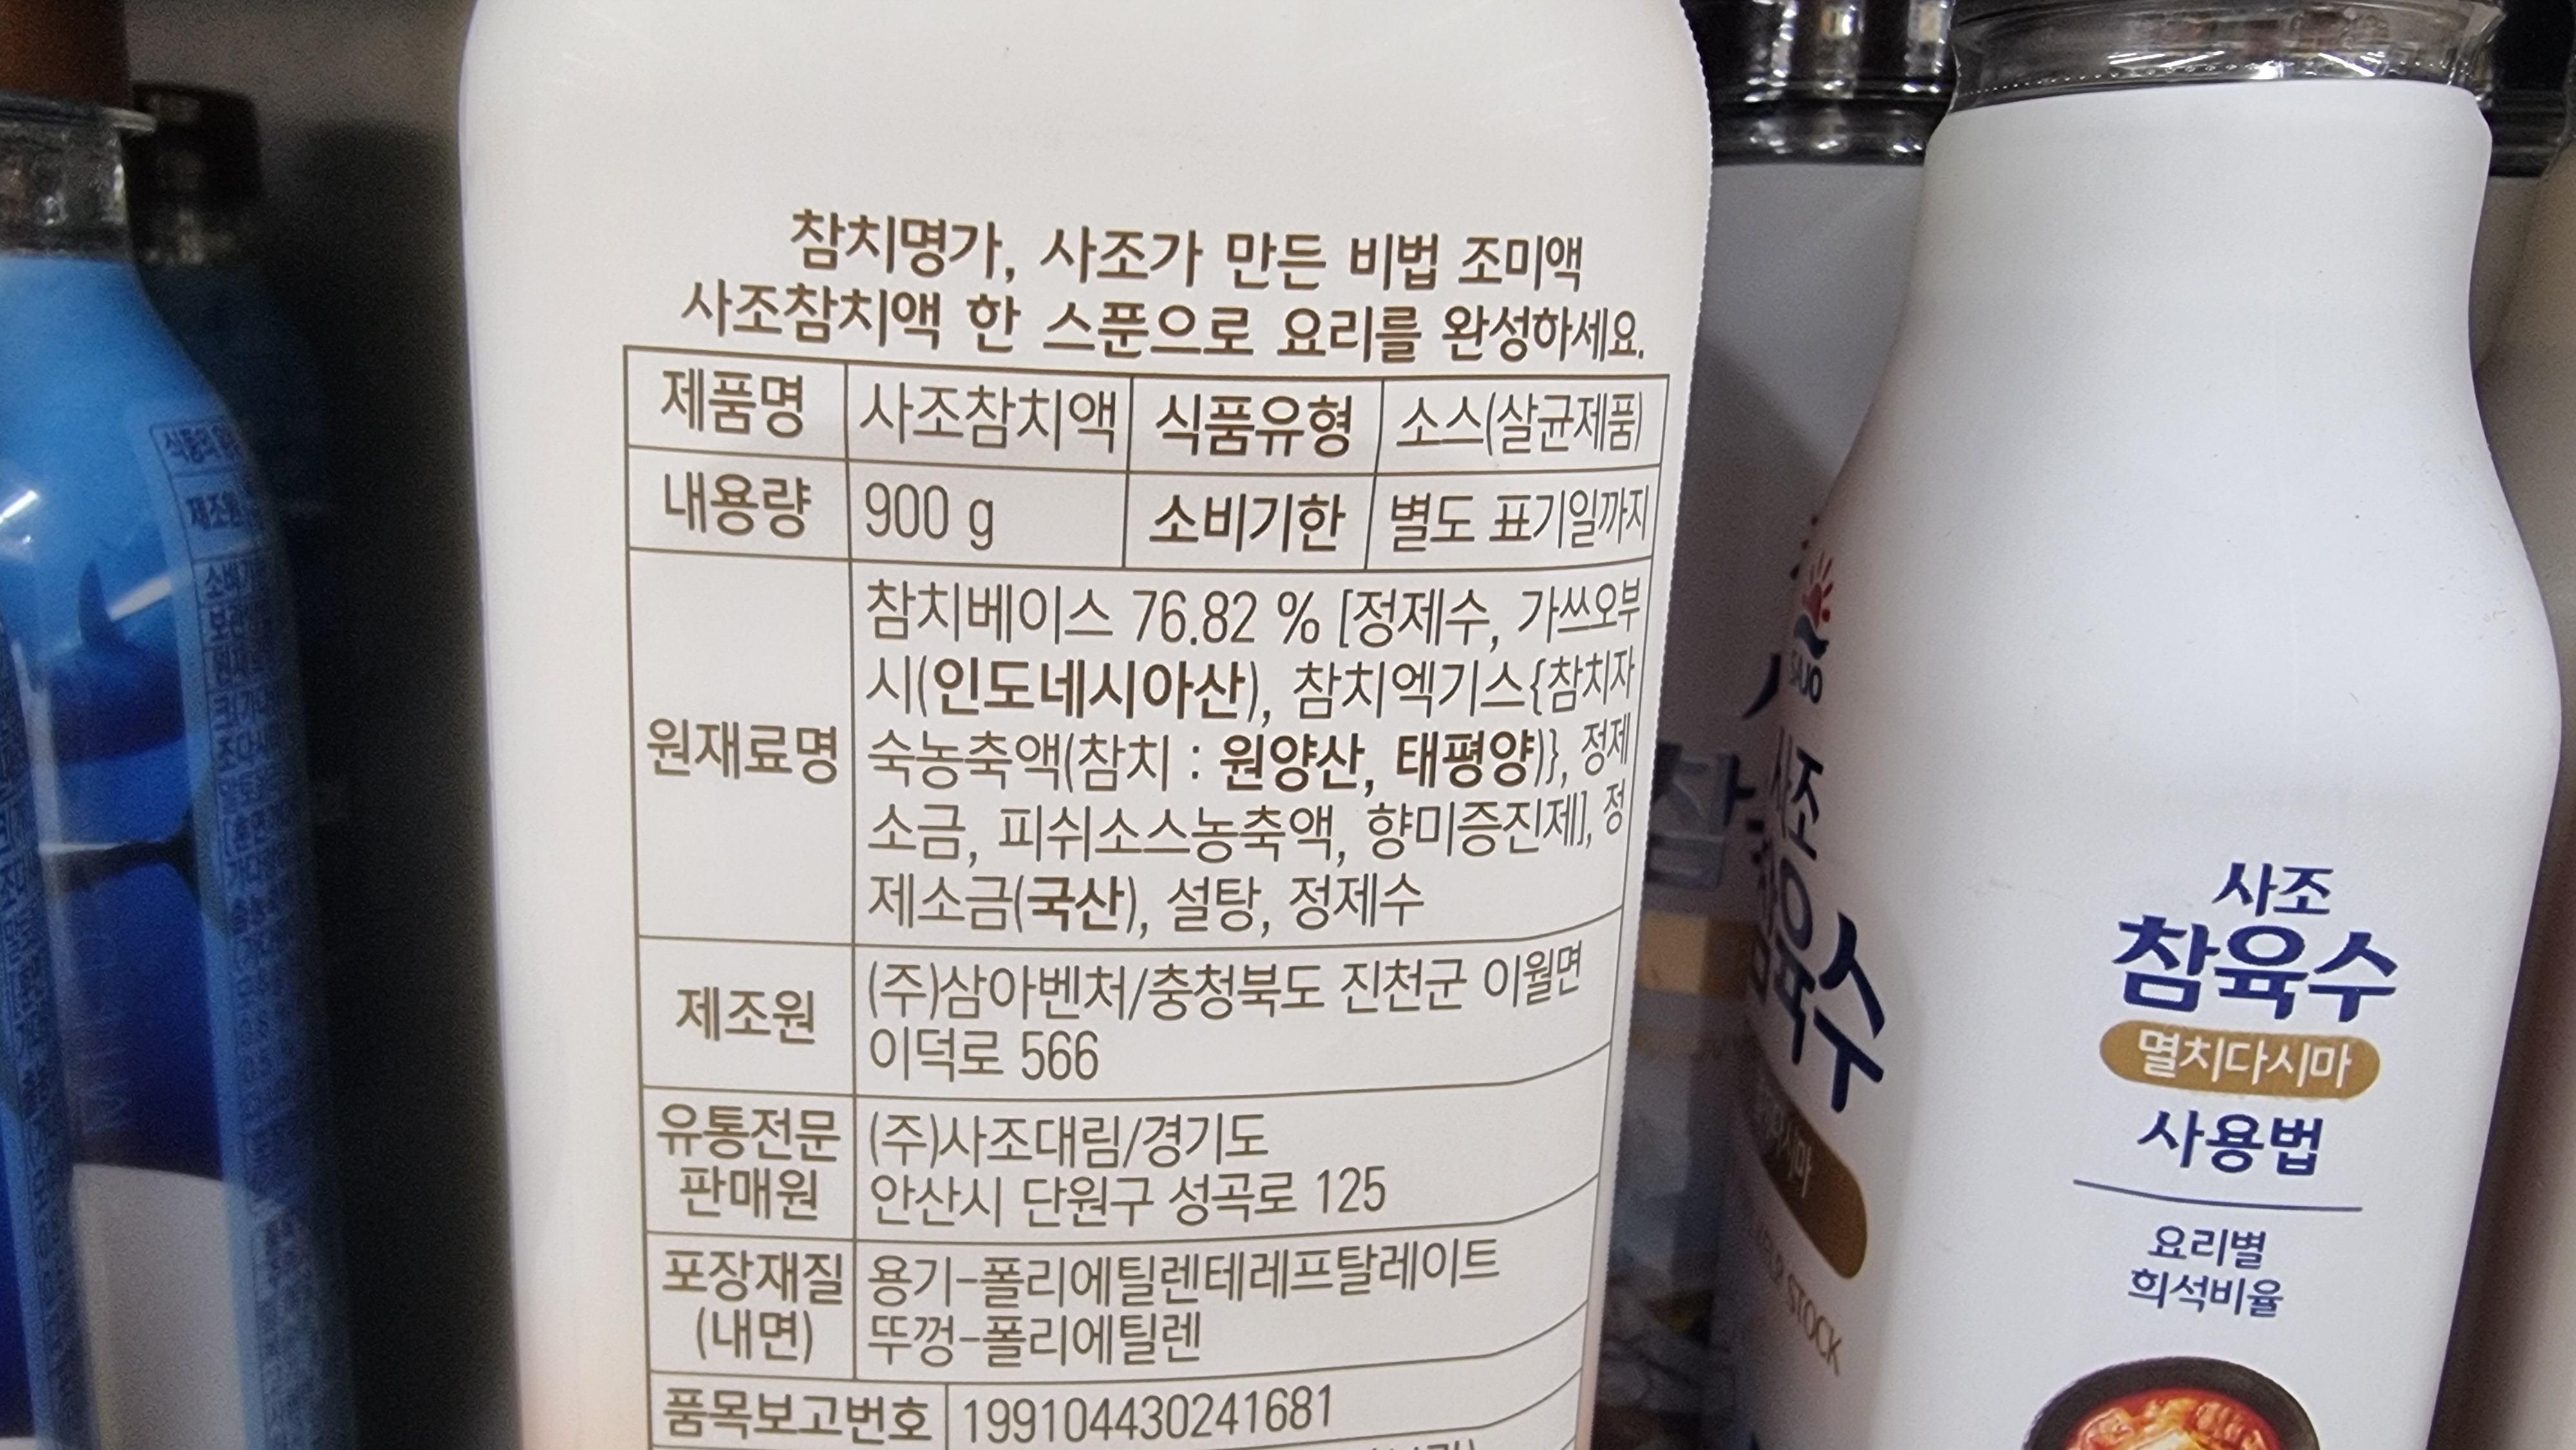 참치명가, 사조가 만든 비법 조미액
사조참치액 한 스푼으로 요리를 완성하세요.
제품명 사조참치액 식품유형 소스(살균제품)
내용량 900 g 소비기한 별도 표기일까지
원재료명
참치베이스 76.82 % [정제수, 가쓰오부
시(인도네시아산), 참치엑기스{참치자
숙농축액(참치 : 원양산, 태평양)}, 정제
소금, 피쉬소스농축액, 향미증진제], 정
제소금(국산), 설탕, 정제수
제조원
(주)삼아벤처/충청북도 진천군 이월면
이덕로 566
유통전문
판매원
(주)사조대림/경기도
안산시 단원구 성곡로 125
포장재질
(내면)
용기-폴리에틸렌테레프탈레이트
뚜껑-폴리에틸렌
품목보고번호 199104430241681
SAJO
사조
참육수
STOCK
사조
참육수
멸치다시마
사용법
요리별
희석비율